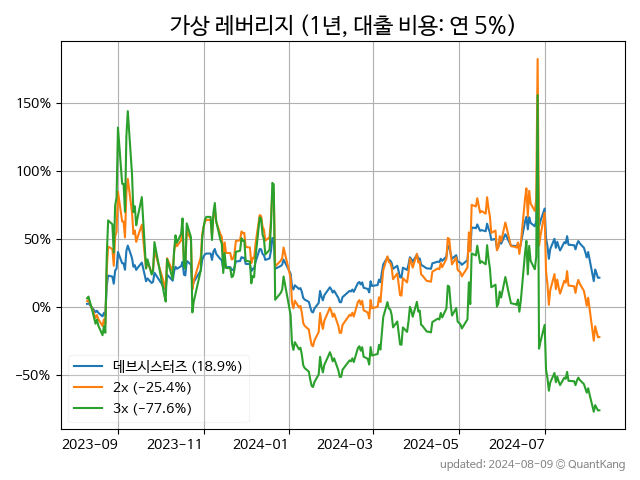 가상 레버리지 (1년, 대출 비용: 연 5%)
150%
100%
50%
0%
−50%
데브시스터즈 (18.9%)
2x (−25.4%)
3x (−77.6%)
2023-09 2023-11 2024-01 2024-03 2024-05 2024-07
updated: 2024-08-09 © QuantKang